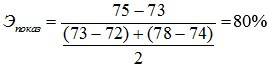 Э_показ = (75 − 73) / (((73 − 72) + (78 − 74)) / 2) = 80%